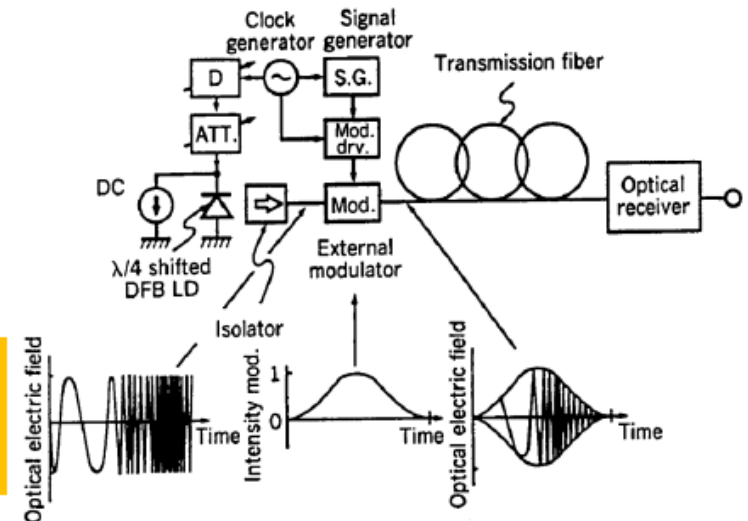 Clock
generator
Signal
generator
D
S.G.
Transmission fiber
ATT.
Mod.
drv.
DC
Mod.
Optical
receiver
External
modulator
λ/4 shifted
DFB LD
Isolator
Optical electric field
Time
Intensity mod.
1
0
Time
Optical electric field
Time